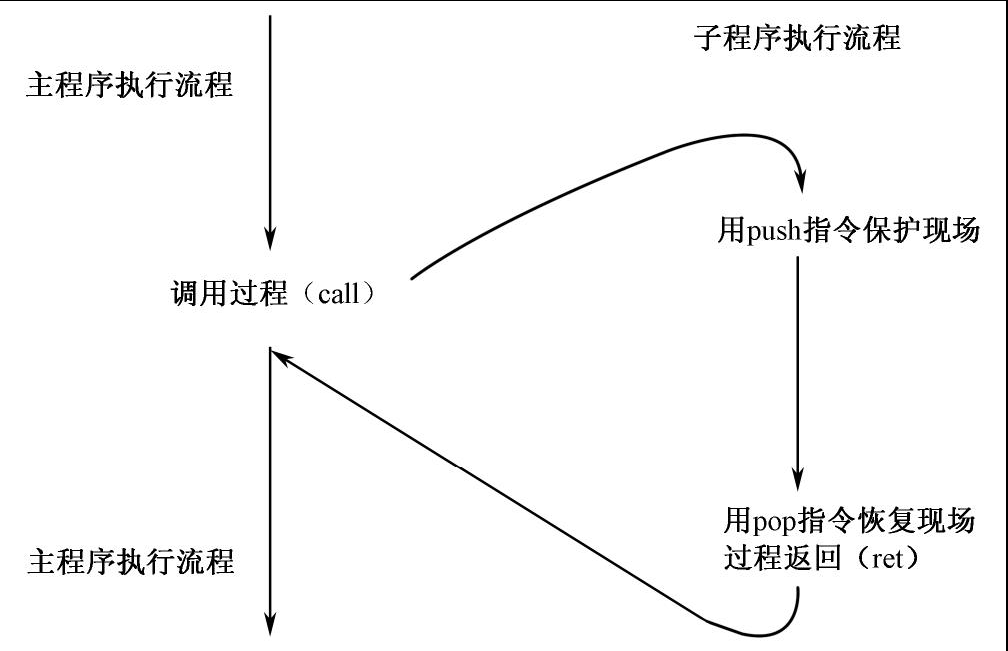 子程序执行流程
主程序执行流程
用push指令保护现场
调用过程（call）
用pop指令恢复现场
过程返回（ret）
主程序执行流程